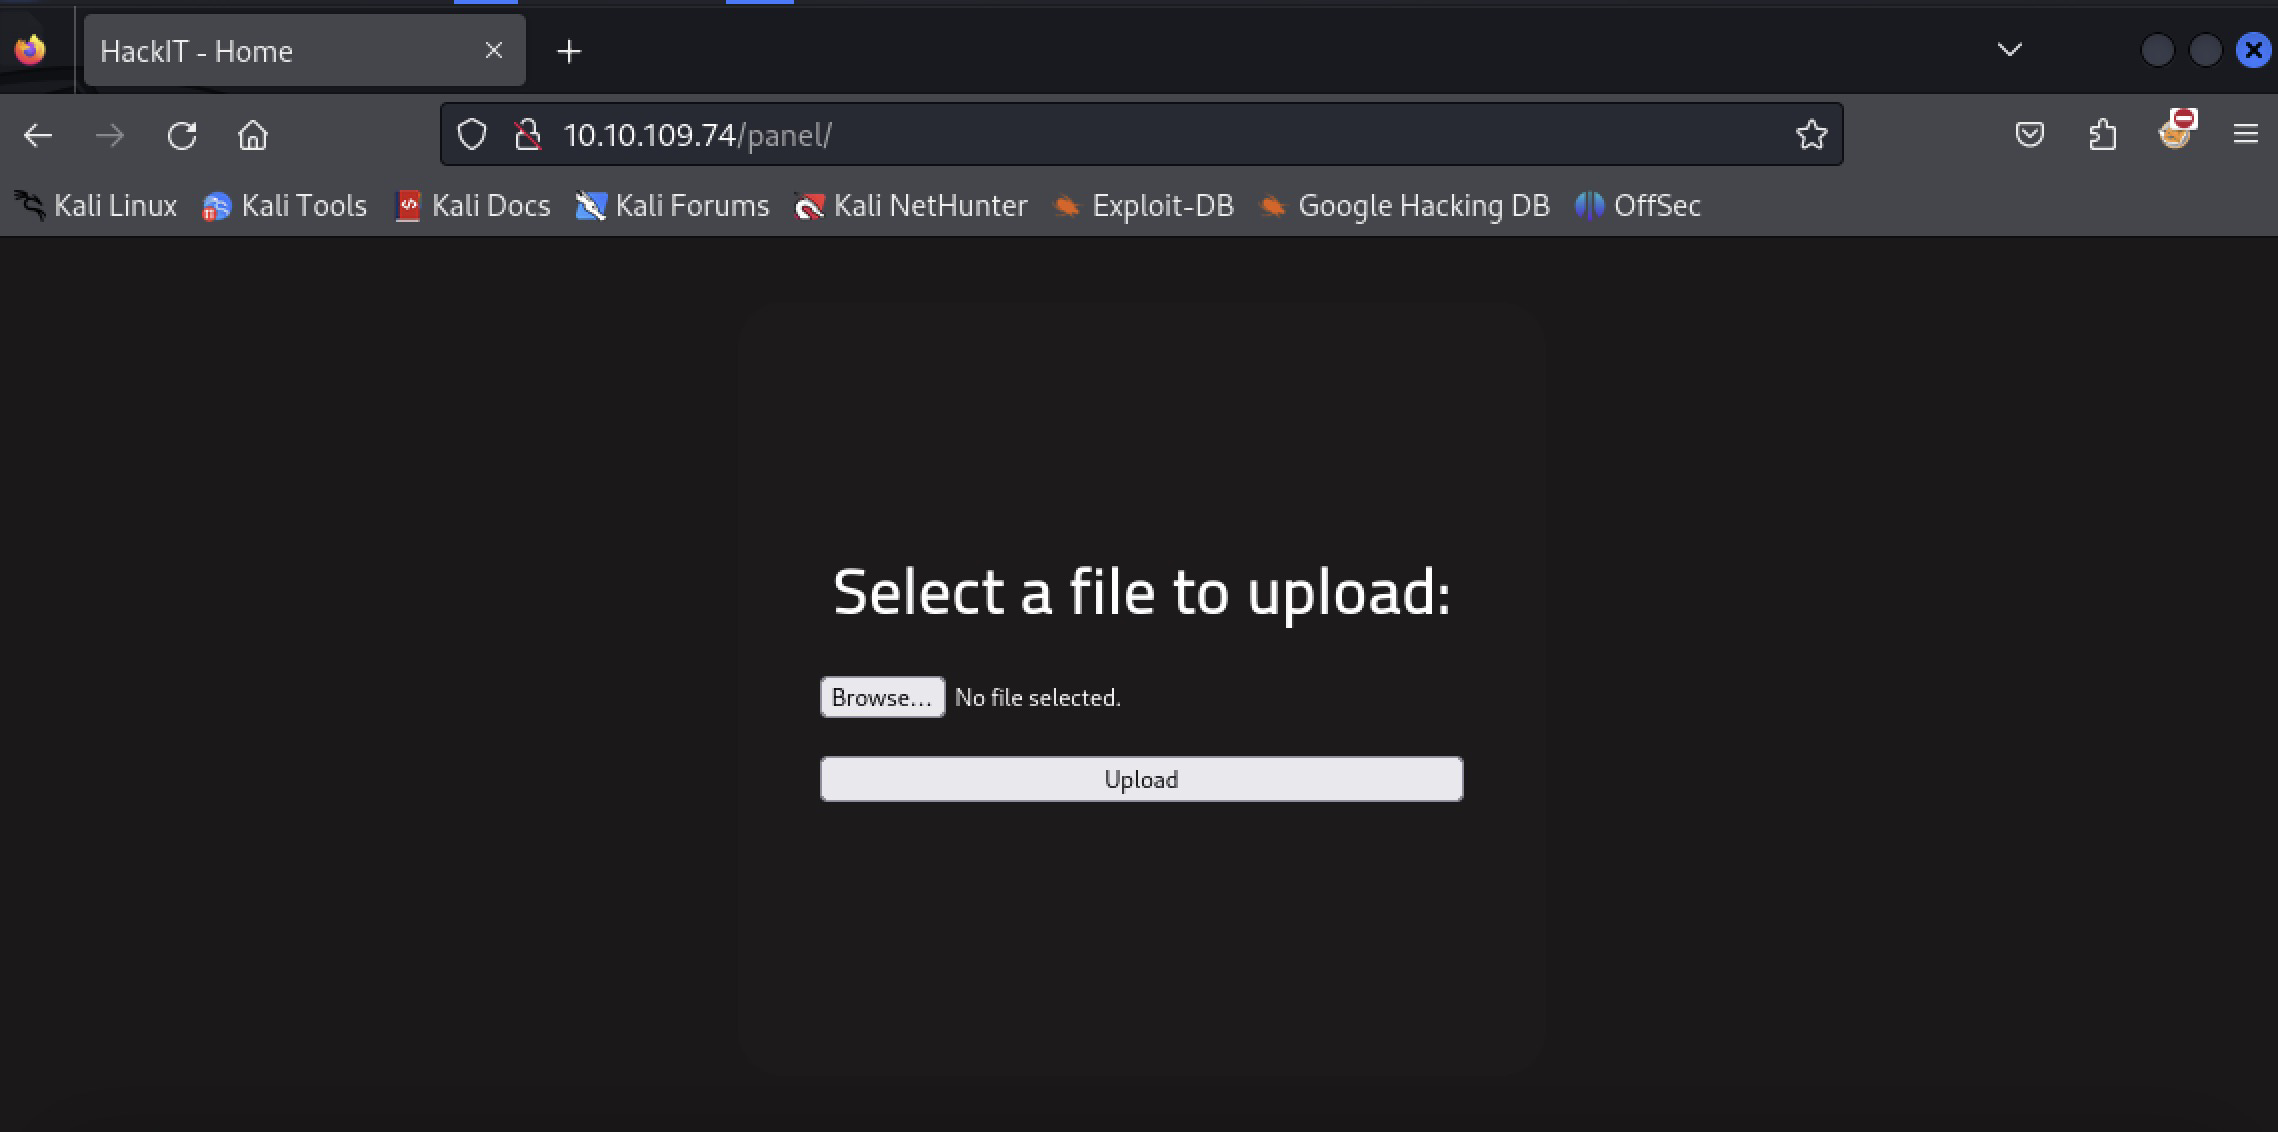 HackIT - Home
10.10.109.74/panel/
Kali Linux Kali Tools Kali Docs Kali Forums Kali NetHunter Exploit-DB Google Hacking DB OffSec
Select a file to upload:
Browse... No file selected.
Upload